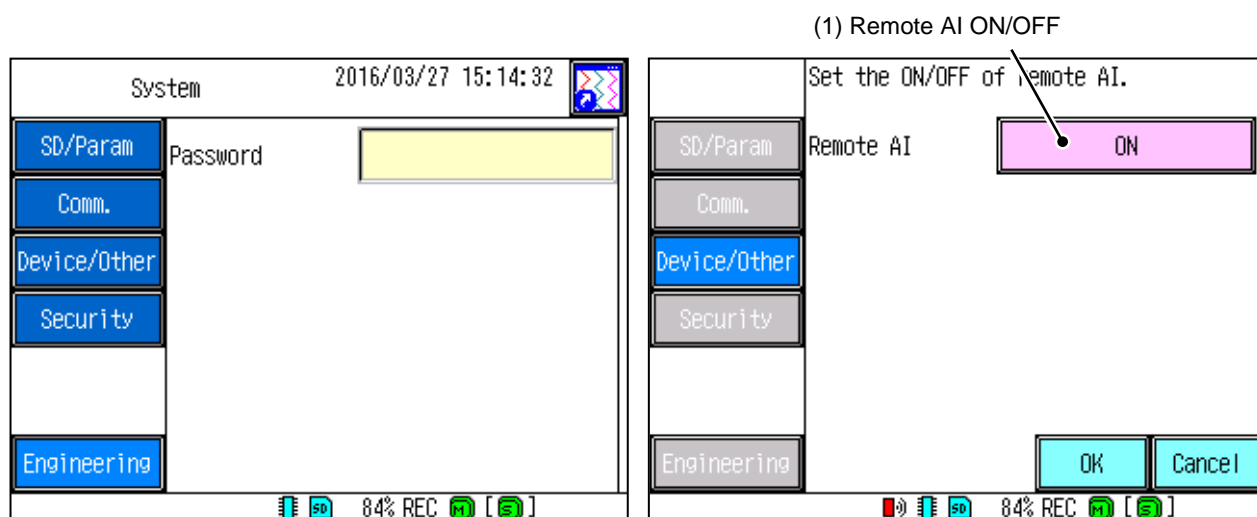 (1) Remote AI ON/OFF
System 2016/03/27 15:14:32
SD/Param
Password
Comm.
Device/Other
Security
Engineering
SD 84% REC M [S]
Set the ON/OFF of remote AI.
SD/Param
Remote AI ON
Comm.
Device/Other
Security
Engineering
OK Cancel
SD 84% REC M [S]